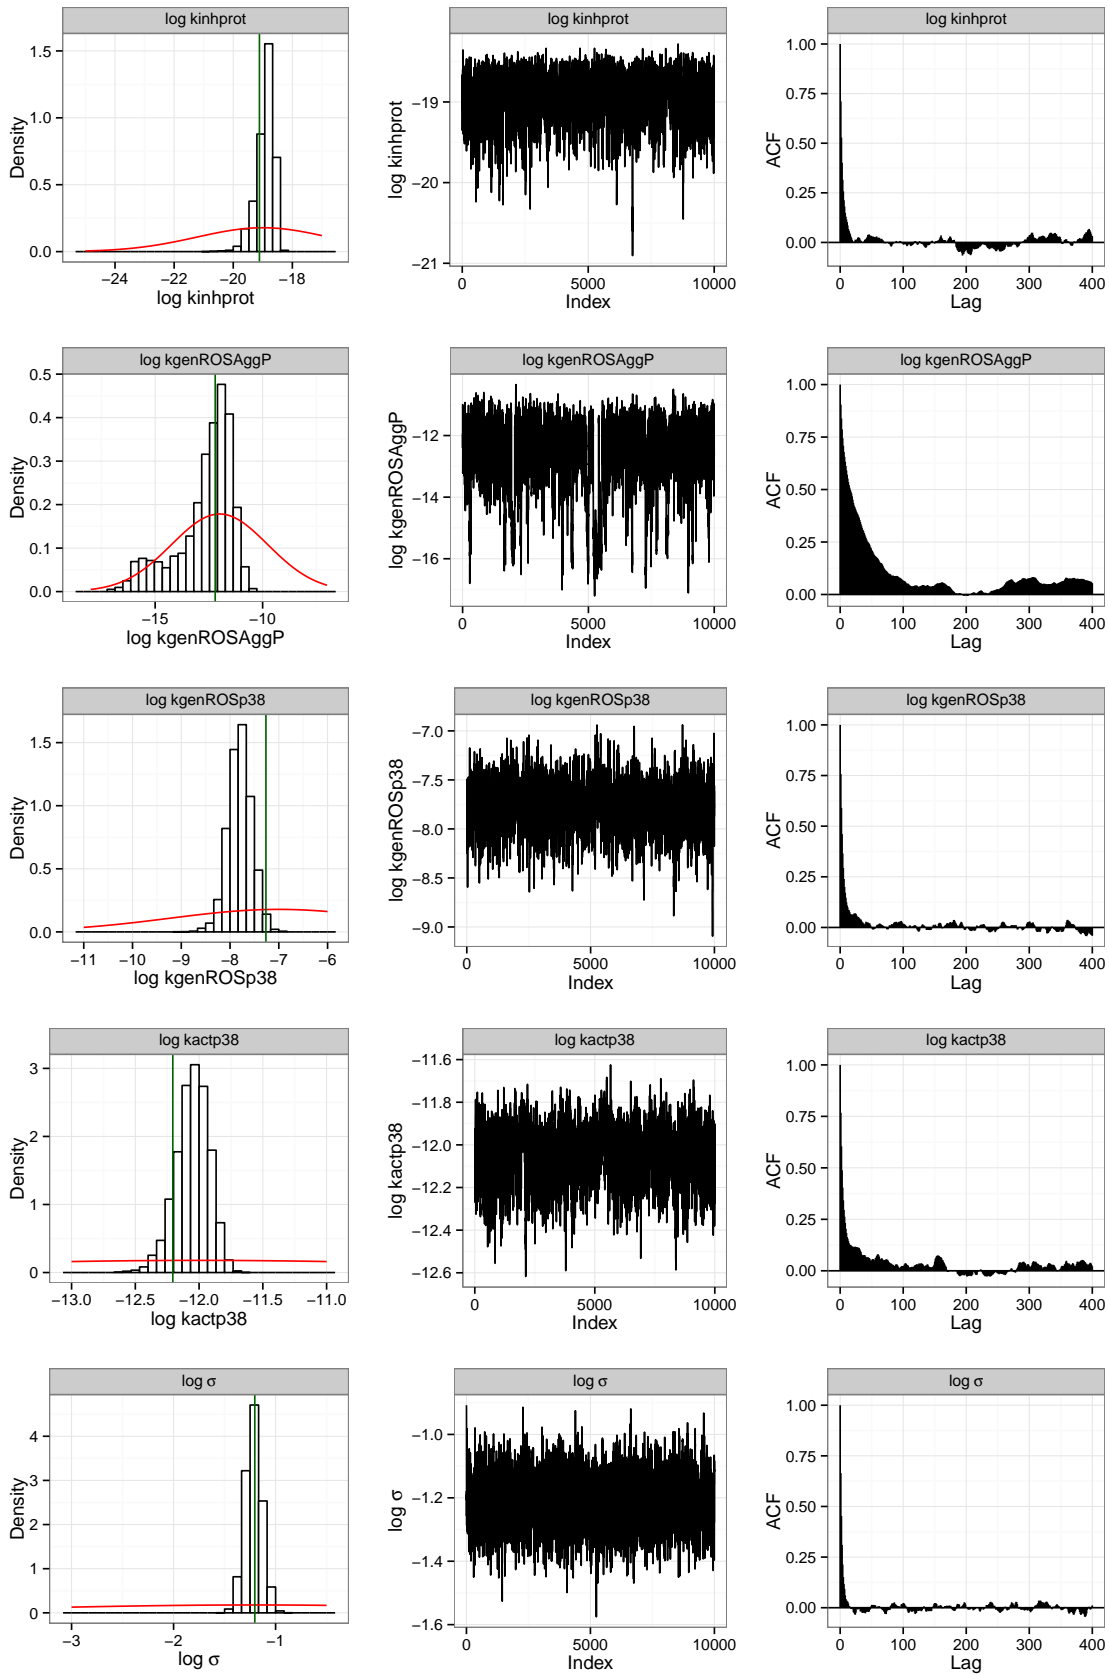 log kinhprot
log kinhprot
log kinhprot
Density
1.5
1.0
0.5
0.0
−24
−22
−20
−18
log kinhprot
log kinhprot
−19
−20
−21
0
5000
10000
Index
ACF
1.00
0.75
0.50
0.25
0.00
0
100
200
300
400
Lag
log kgenROSAggP
log kgenROSAggP
log kgenROSAggP
Density
0.5
0.4
0.3
0.2
0.1
0.0
−15
−10
log kgenROSAggP
log kgenROSAggP
−12
−14
−16
0
5000
10000
Index
ACF
1.00
0.75
0.50
0.25
0.00
0
100
200
300
400
Lag
log kgenROSp38
log kgenROSp38
log kgenROSp38
Density
1.5
1.0
0.5
0.0
−11
−10
−9
−8
−7
−6
log kgenROSp38
log kgenROSp38
−7.0
−7.5
−8.0
−8.5
−9.0
0
5000
10000
Index
ACF
1.00
0.75
0.50
0.25
0.00
0
100
200
300
400
Lag
log kactp38
log kactp38
log kactp38
Density
3
2
1
0
−13.0
−12.5
−12.0
−11.5
−11.0
log kactp38
log kactp38
−11.6
−11.8
−12.0
−12.2
−12.4
−12.6
0
5000
10000
Index
ACF
1.00
0.75
0.50
0.25
0.00
0
100
200
300
400
Lag
log σ
log σ
log σ
Density
4
3
2
1
0
−3
−2
−1
log σ
log σ
−1.0
−1.2
−1.4
−1.6
0
5000
10000
Index
ACF
1.00
0.75
0.50
0.25
0.00
0
100
200
300
400
Lag